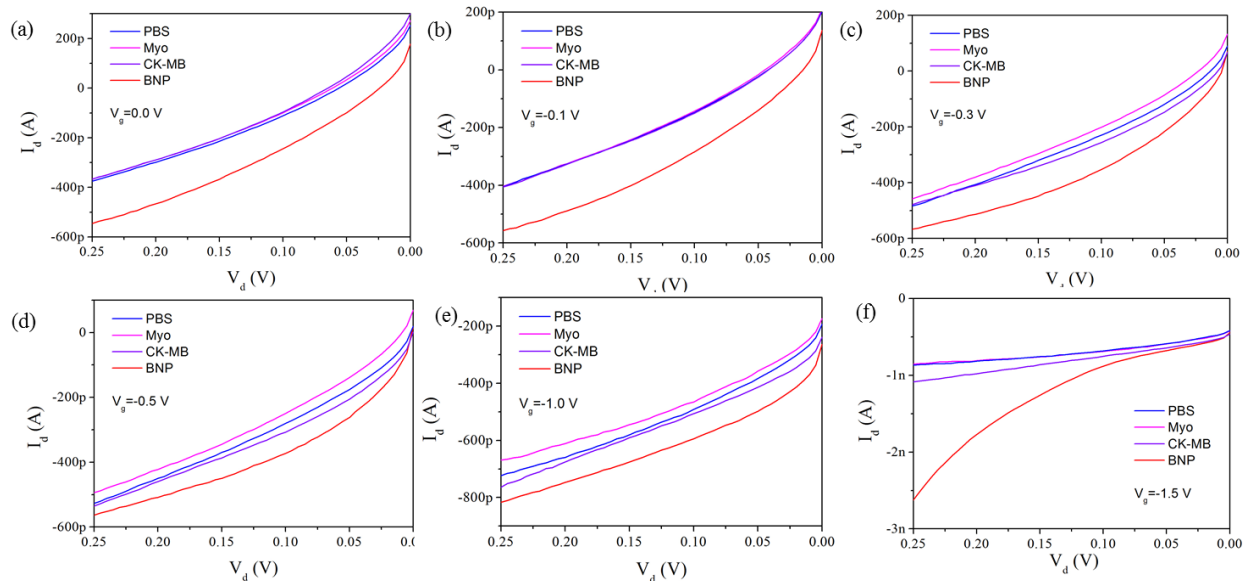 (a)
200p
0
-200p
-400p
-600p
I_d (A)
PBS
Myo
CK-MB
BNP
V_g=0.0 V
0.25 0.20 0.15 0.10 0.05 0.00
V_d (V)
(b)
200p
0
-200p
-400p
-600p
I_d (A)
PBS
Myo
CK-MB
BNP
V_g=-0.1 V
0.25 0.20 0.15 0.10 0.05 0.00
(V)
(c)
200p
0
-200p
-400p
-600p
I_d (A)
PBS
Myo
CK-MB
BNP
V_g=-0.3 V
0.25 0.20 0.15 0.10 0.05 0.00
(V)
(d)
0
-200
-400
-600
I_d (A)
PBS
Myo
CK-MB
BNP
V_g=-0.5 V
0.25 0.20 0.15 0.10 0.05 0.00
V_d (V)
(e)
-200p
-400p
-600p
-800p
I_d (A)
PBS
Myo
CK-MB
BNP
V_g=-1.0 V
0.25 0.20 0.15 0.10 0.05 0.00
V_d (V)
(f)
0
-1n
-2n
-3n
I_d (A)
PBS
Myo
CK-MB
BNP
V_g=-1.5 V
0.25 0.20 0.15 0.10 0.05 0.00
V_d (V)